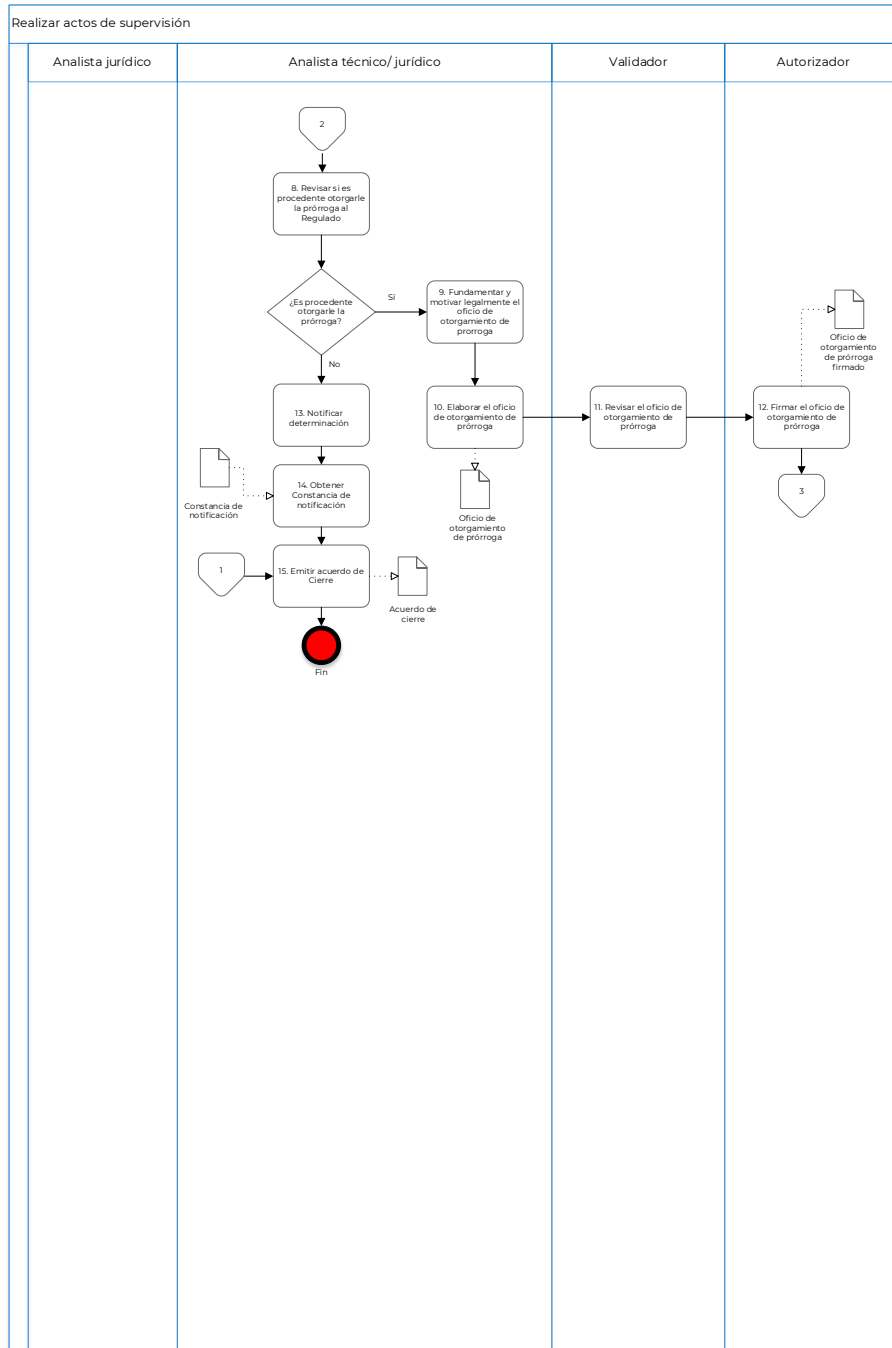 Realizar actos de supervisión
Analista jurídico
Analista técnico/ jurídico
Validador
Autorizador
2
8. Revisar si es
procedente otorgarle
la prórroga al
Regulado
¿Es procedente
otorgarle la
prórroga?
Sí
No
9. Fundamentar y
motivar legalmente el
oficio de
otorgamiento de
prorroga
Oficio de
otorgamiento
de prórroga
firmado
13. Notificar
determinación
10. Elaborar el oficio
de otorgamiento de
prórroga
11. Revisar el oficio de
otorgamiento de
prórroga
12. Firmar el oficio de
otorgamiento de
prórroga
Constancia de
notificación
14. Obtener
Constancia de
notificación
Oficio de
otorgamiento
de prórroga
3
1
15. Emitir acuerdo de
Cierre
Acuerdo de
cierre
Fin